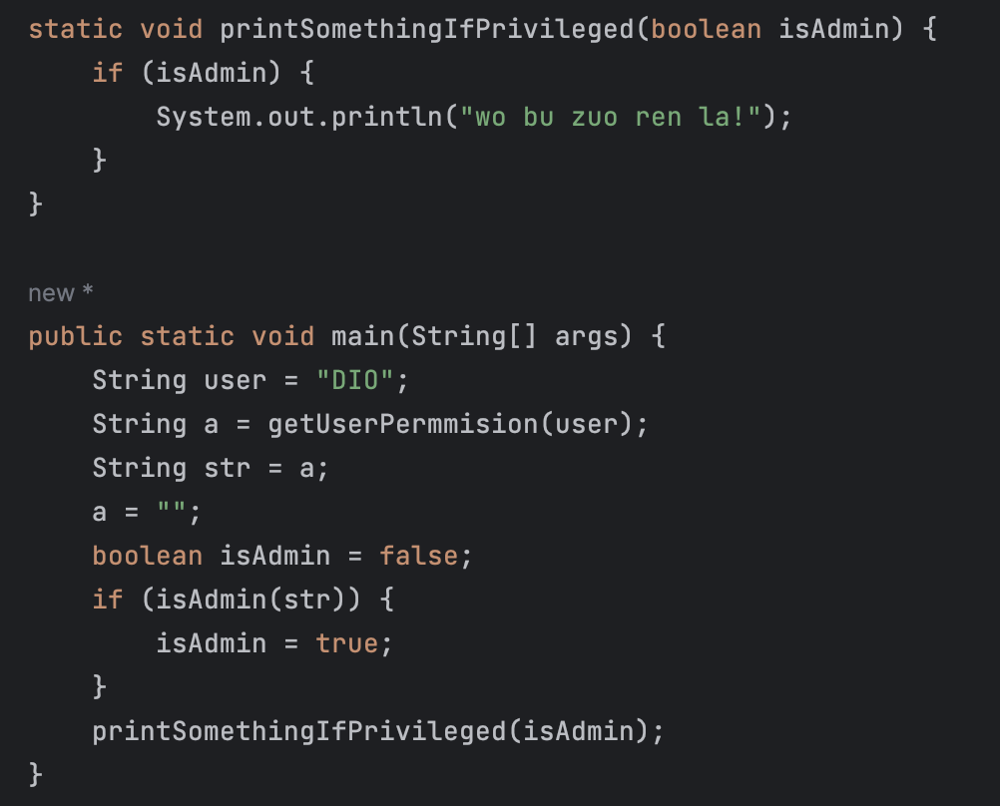 static void printSomethingIfPrivileged(boolean isAdmin) {
    if (isAdmin) {
        System.out.println("wo bu zuo ren la!");
    }
}
new *
public static void main(String[] args) {
    String user = "DIO";
    String a = getUserPermmision(user);
    String str = a;
    a = "";
    boolean isAdmin = false;
    if (isAdmin(str)) {
        isAdmin = true;
    }
    printSomethingIfPrivileged(isAdmin);
}